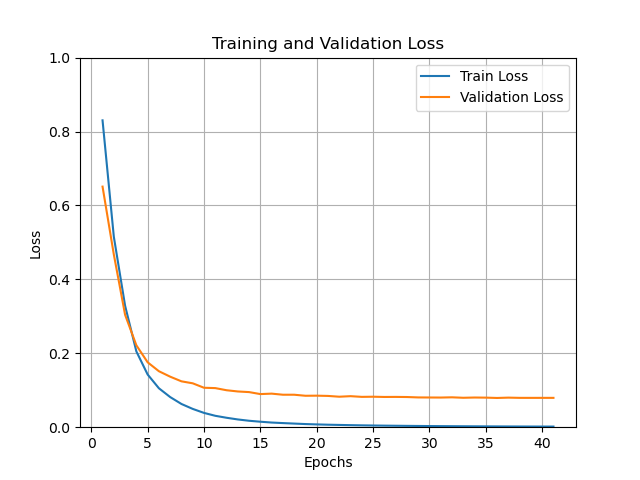 Training and Validation Loss
Train Loss
Validation Loss
Loss
1.0
0.8
0.6
0.4
0.2
0.0
0 5 10 15 20 25 30 35 40
Epochs